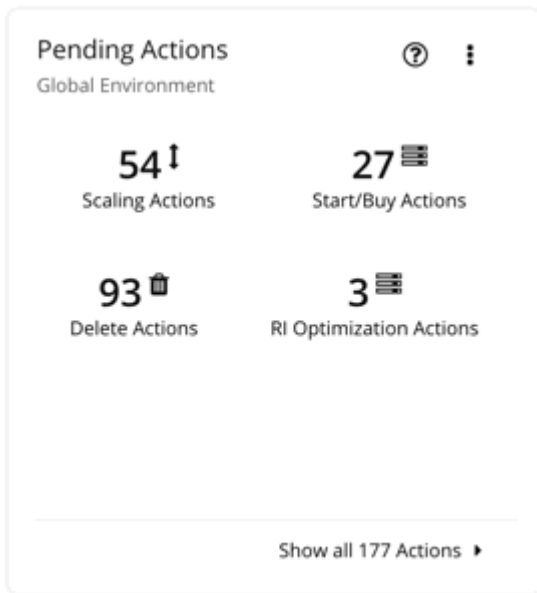 Pending Actions
Global Environment
54
27
Scaling Actions
Start/Buy Actions
93
3
Delete Actions
RI Optimization Actions
Show all 177 Actions